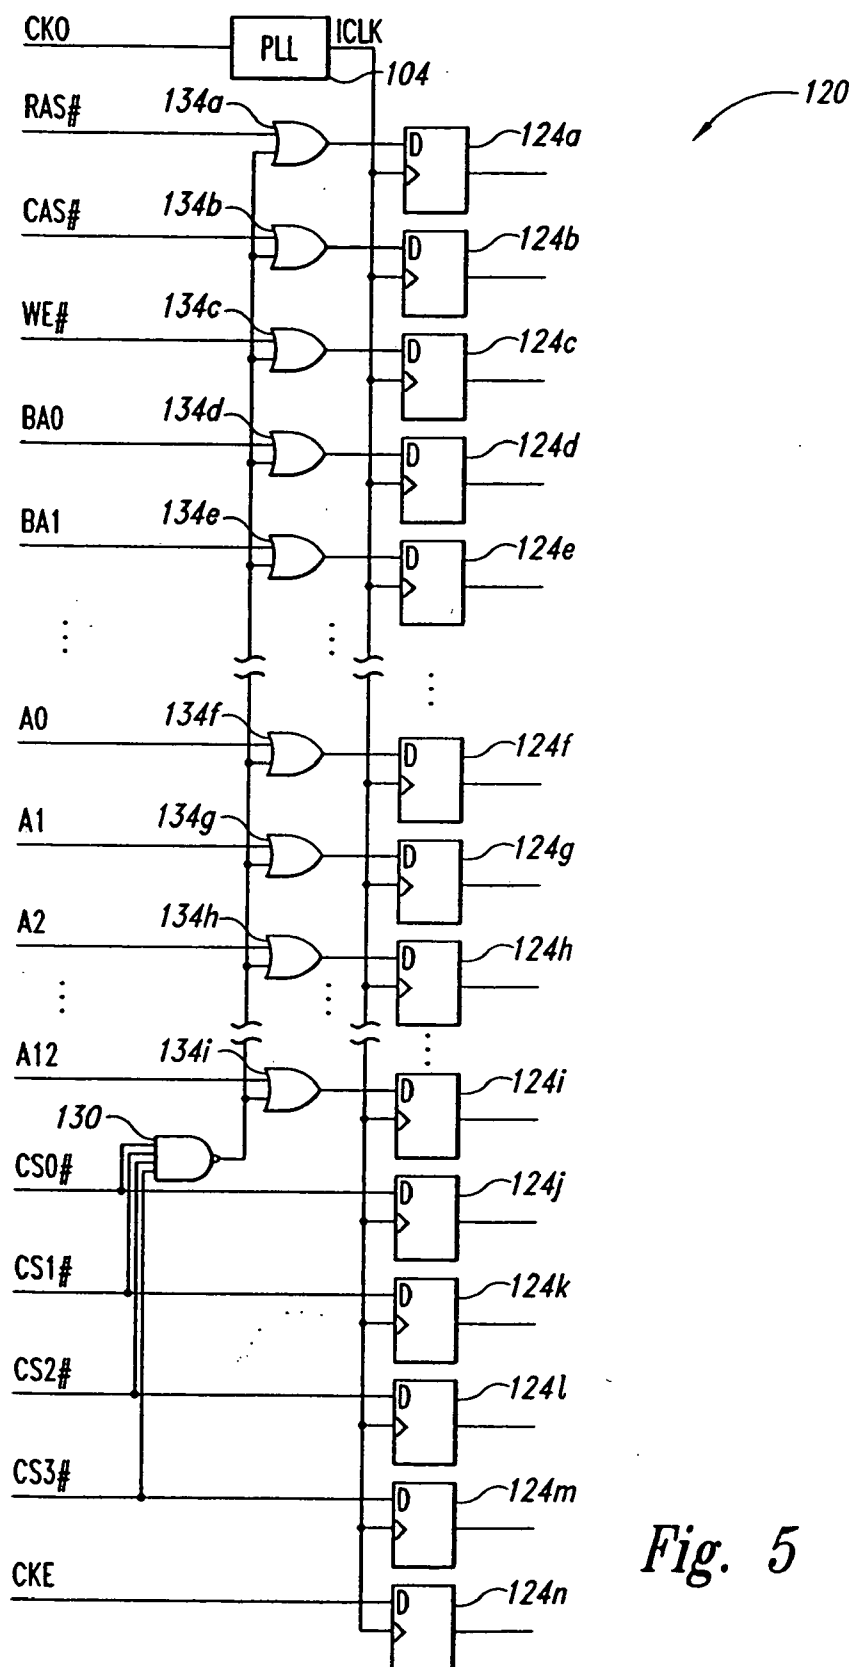 CK0 PLL ICLK
104
120
RAS# 134a D 124a
CAS# 134b D 124b
WE# 134c D 124c
BA0 134d D 124d
BA1 134e D 124e
A0 134f D 124f
A1 134g D 124g
A2 134h D 124h
A12 134i D 124i
130
CS0# D 124j
CS1# D 124k
CS2# D 124l
CS3# D 124m
CKE D 124n
Fig. 5